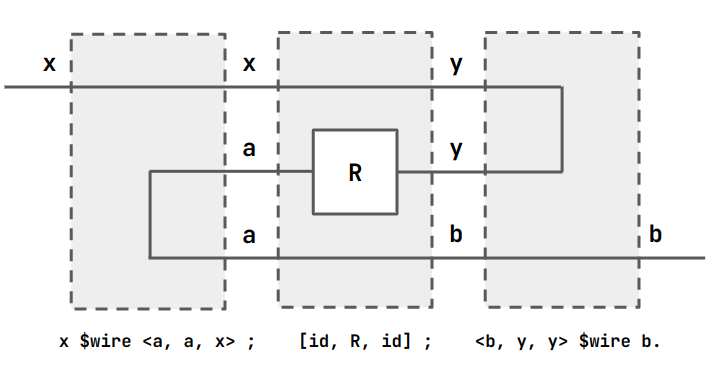 x x y
a R y
a b b
x $wire <a, a, x> ; [id, R, id] ; <b, y, y> $wire b.